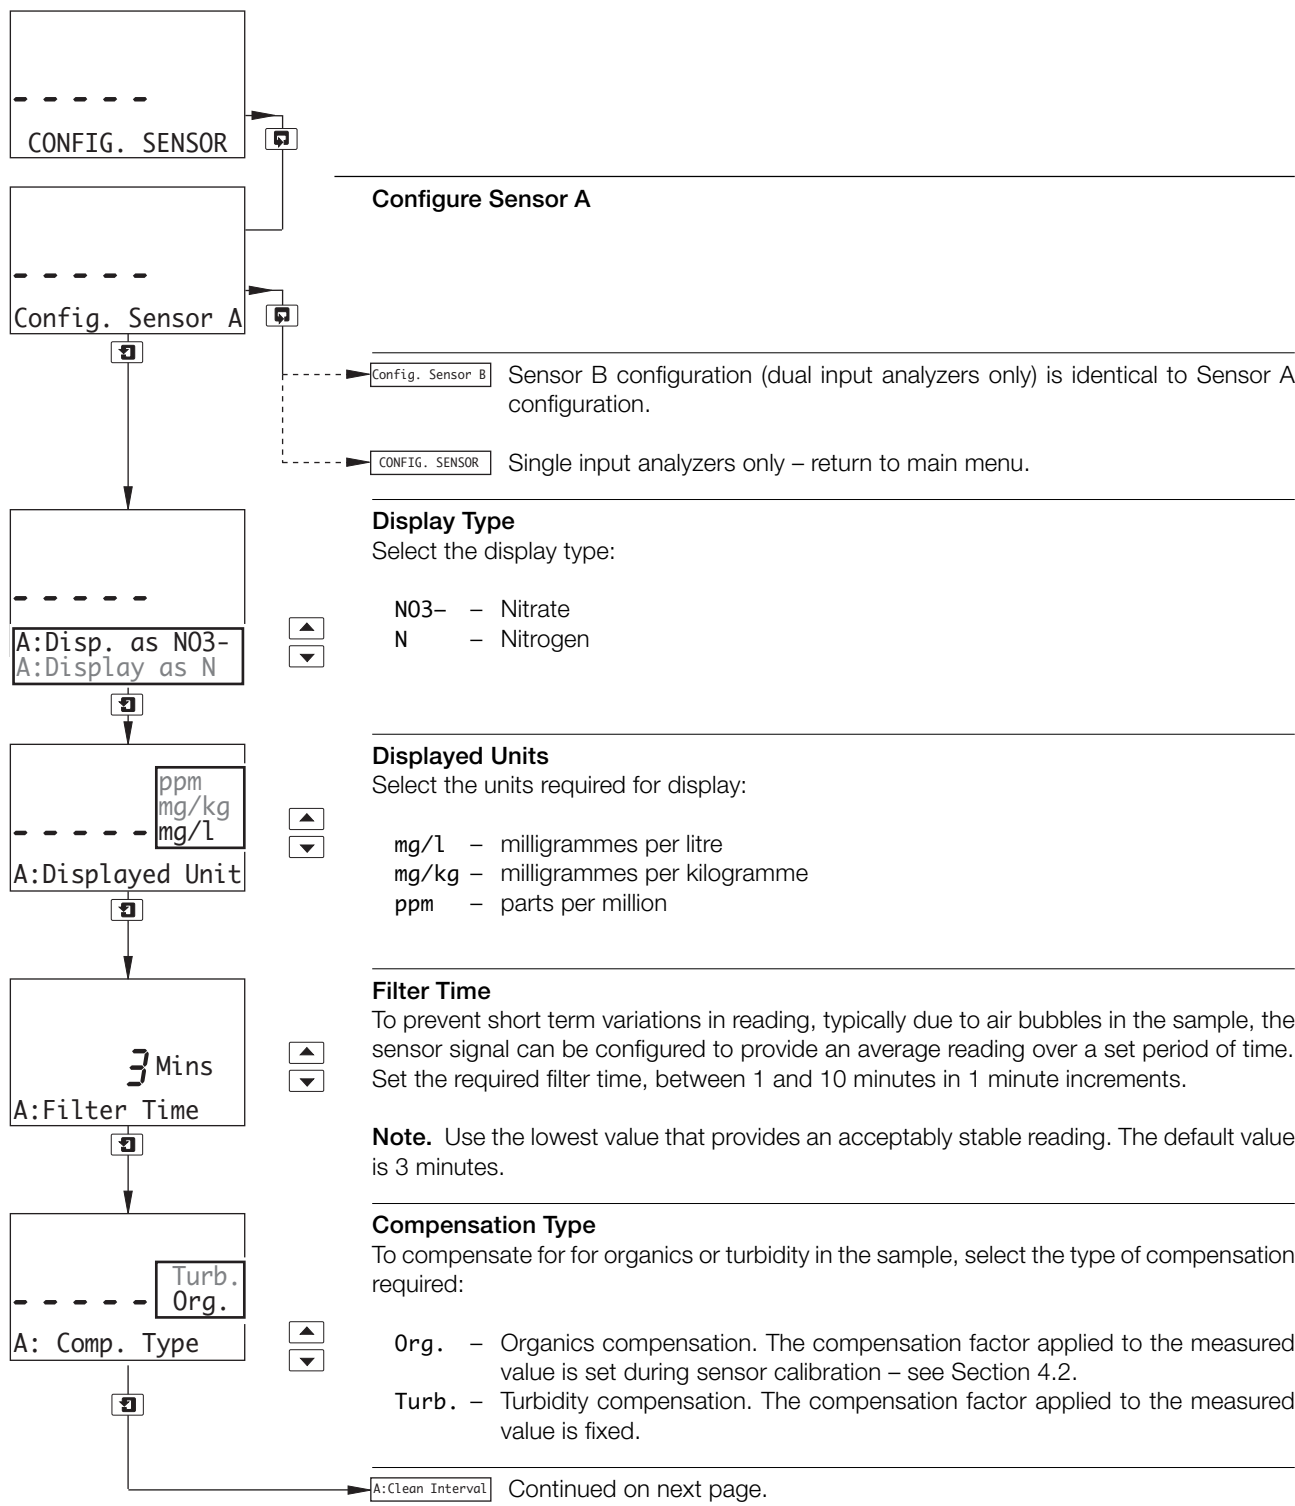 - - - - -
CONFIG. SENSOR
Configure Sensor A
- - - - -
Config. Sensor A
Config. Sensor B Sensor B configuration (dual input analyzers only) is identical to Sensor A
configuration.
CONFIG. SENSOR Single input analyzers only – return to main menu.
Display Type
Select the display type:
- - - - -
NO3– – Nitrate
N – Nitrogen
A:Disp. as NO3-
A:Display as N
Displayed Units
Select the units required for display:
ppm
mg/kg
- - - - - mg/l
A:Displayed Unit
mg/l – milligrammes per litre
mg/kg – milligrammes per kilogramme
ppm – parts per million
Filter Time
To prevent short term variations in reading, typically due to air bubbles in the sample, the
sensor signal can be configured to provide an average reading over a set period of time.
Set the required filter time, between 1 and 10 minutes in 1 minute increments.
3 Mins
A:Filter Time
Note. Use the lowest value that provides an acceptably stable reading. The default value
is 3 minutes.
Compensation Type
To compensate for for organics or turbidity in the sample, select the type of compensation
required:
Turb.
- - - - - Org.
A: Comp. Type
Org. – Organics compensation. The compensation factor applied to the measured
value is set during sensor calibration – see Section 4.2.
Turb. – Turbidity compensation. The compensation factor applied to the measured
value is fixed.
A:Clean Interval Continued on next page.